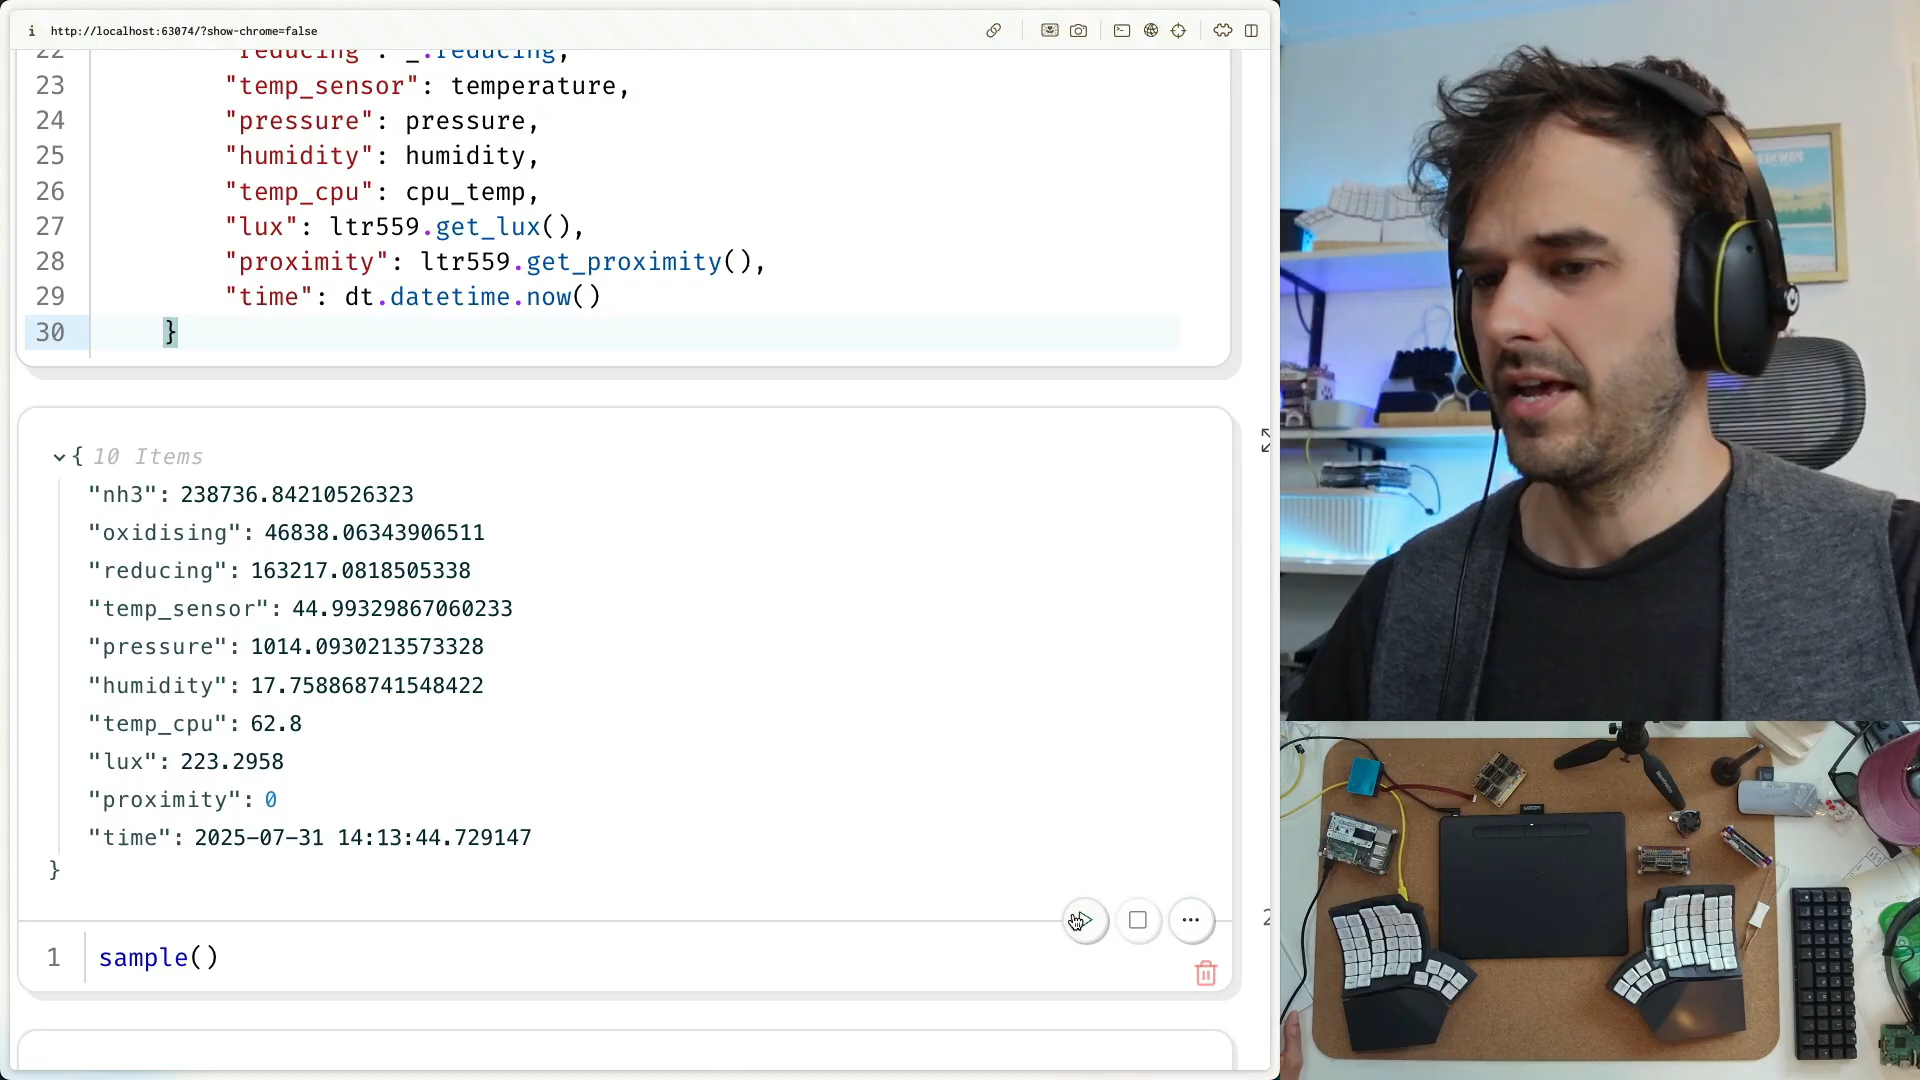 http://localhost:63074/?show-chrome=false
22 "reducing": _.reducing,
23 "temp_sensor": temperature,
24 "pressure": pressure,
25 "humidity": humidity,
26 "temp_cpu": cpu_temp,
27 "lux": ltr559.get_lux(),
28 "proximity": ltr559.get_proximity(),
29 "time": dt.datetime.now()
30 }
{ 10 Items
"nh3": 238736.84210526323
"oxidising": 46838.06343906511
"reducing": 163217.0818505338
"temp_sensor": 44.99329867060233
"pressure": 1014.0930213573328
"humidity": 17.758868741548422
"temp_cpu": 62.8
"lux": 223.2958
"proximity": 0
"time": 2025-07-31 14:13:44.729147
}
1 sample()